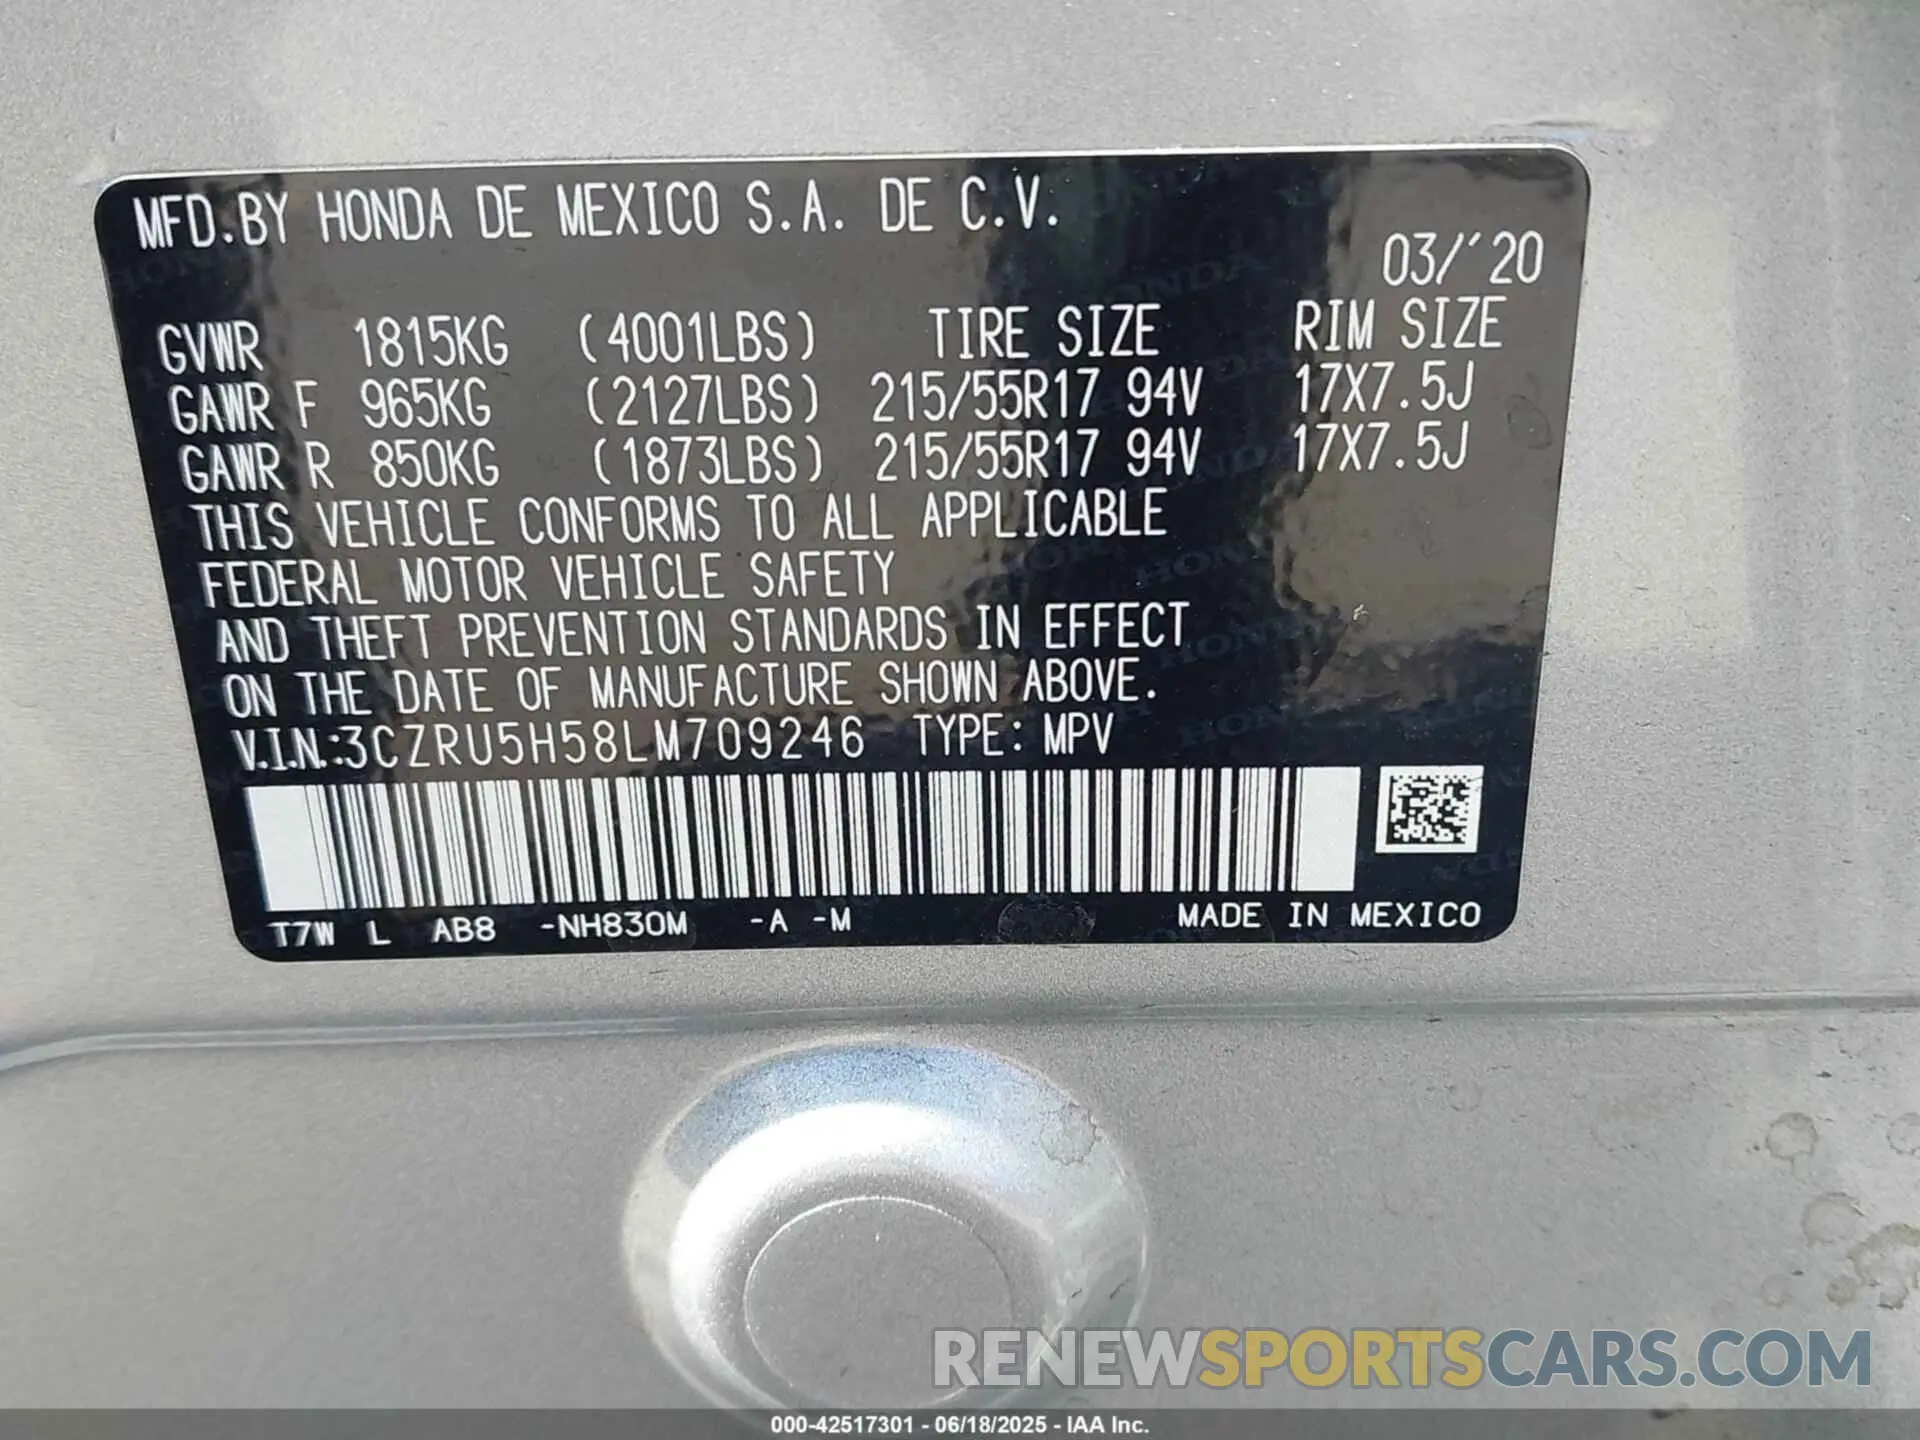 MFD.BY HONDA DE MEXICO S.A. DE C.V.
03/'20
GVWR 1815KG (4001LBS) TIRE SIZE RIM SIZE
GAWR F 965KG (2127LBS) 215/55R17 94V 17X7.5J
GAWR R 850KG (1873LBS) 215/55R17 94V 17X7.5J
THIS VEHICLE CONFORMS TO ALL APPLICABLE
FEDERAL MOTOR VEHICLE SAFETY
AND THEFT PREVENTION STANDARDS IN EFFECT
ON THE DATE OF MANUFACTURE SHOWN ABOVE.
V.I.N.:3CZRU5H58LM709246 TYPE: MPV
T7W L AB8 -NH830M -A -M MADE IN MEXICO
RENEWSPORTSCARS.COM
000-42517301 - 06/18/2025 - IAA Inc.